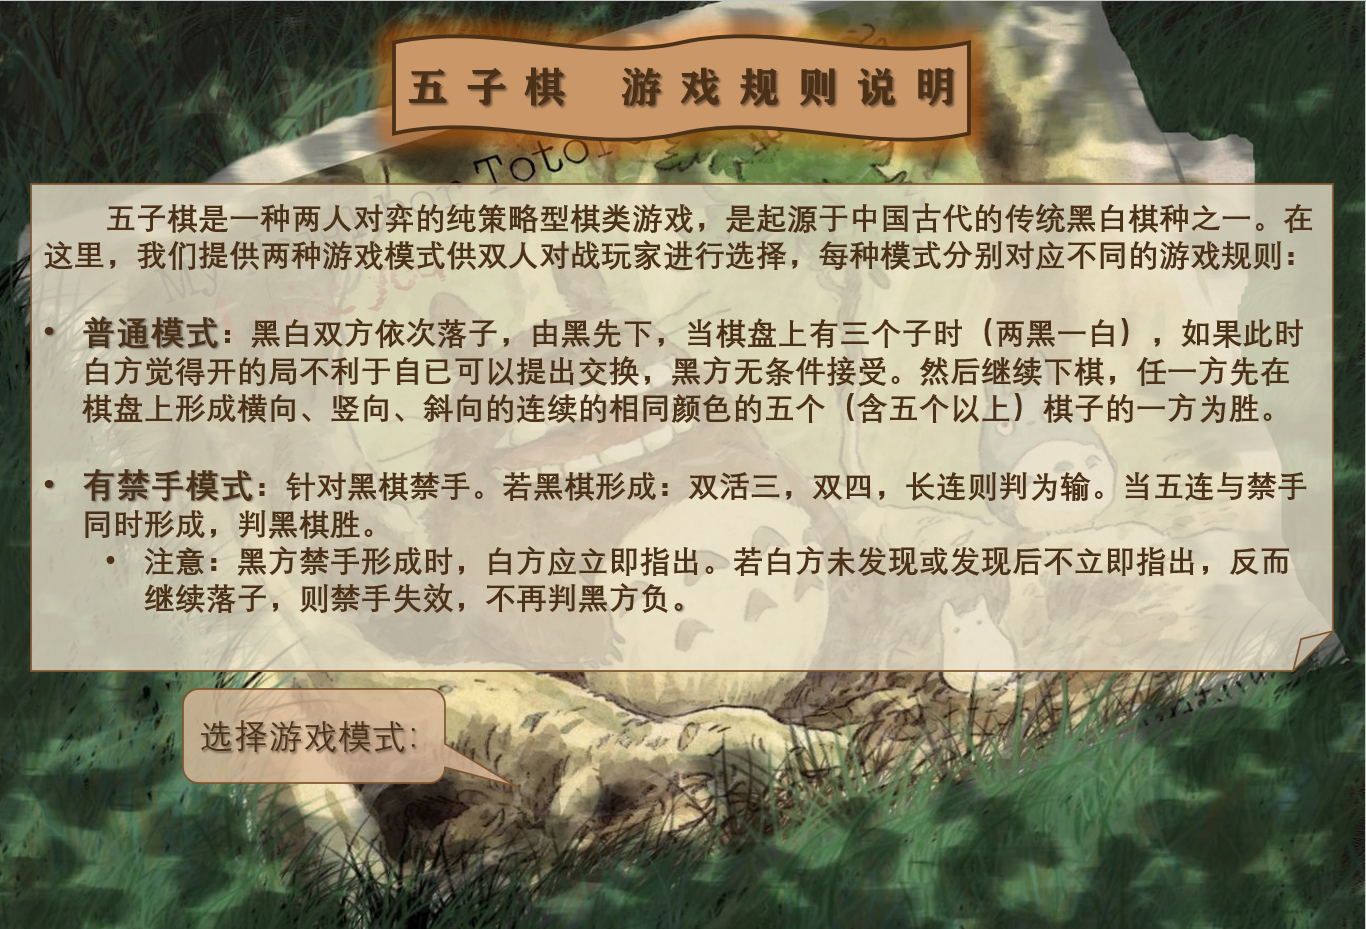 五子棋 游戏规则说明
Totor
五子棋是一种两人对弈的纯策略型棋类游戏，是起源于中国古代的传统黑白棋种之一。在
这里，我们提供两种游戏模式供双人对战玩家进行选择，每种模式分别对应不同的游戏规则：
• 普通模式：黑白双方依次落子，由黑先下，当棋盘上有三个子时（两黑一白），如果此时
白方觉得开的局不利于自已可以提出交换，黑方无条件接受。然后继续下棋，任一方先在
棋盘上形成横向、竖向、斜向的连续的相同颜色的五个（含五个以上）棋子的一方为胜。
• 有禁手模式：针对黑棋禁手。若黑棋形成：双活三，双四，长连则判为输。当五连与禁手
同时形成，判黑棋胜。
• 注意：黑方禁手形成时，白方应立即指出。若白方未发现或发现后不立即指出，反而
继续落子，则禁手失效，不再判黑方负。
选择游戏模式: